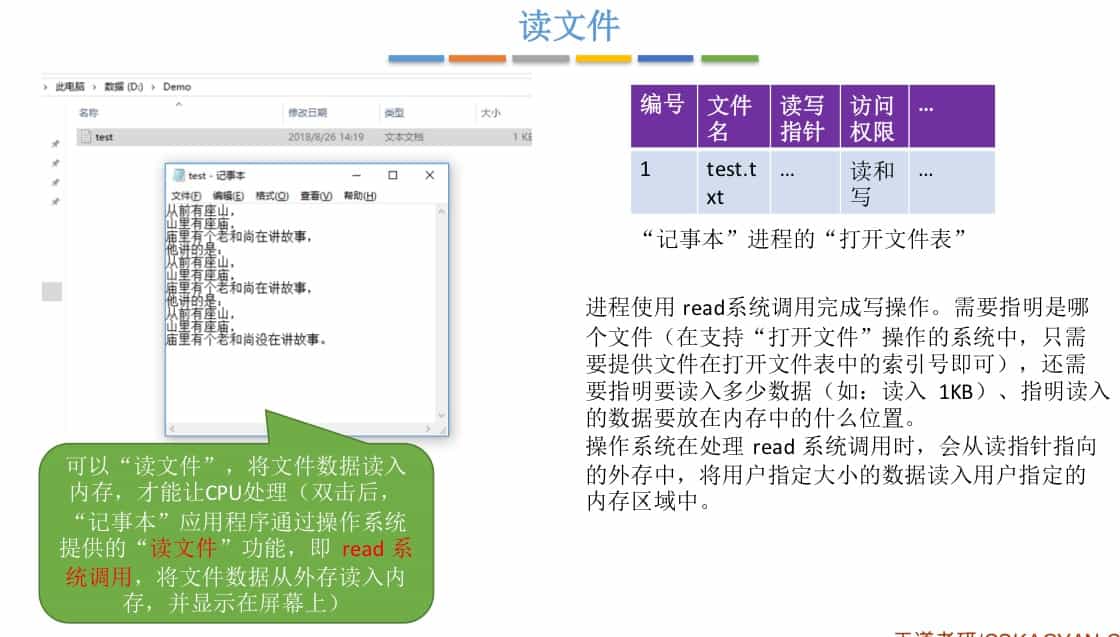 读文件
此电脑 > 数据 (D:) > Demo
名称 修改日期 类型 大小
test 2018/8/26 14:19 文本文档 1 KB
test - 记事本
文件(F) 编辑(E) 格式(O) 查看(V) 帮助(H)
从前有座山,
山里有座庙,
庙里有个老和尚在讲故事,
他讲的是,
从前有座山,
山里有座庙,
庙里有个老和尚在讲故事,
他讲的是,
从前有座山,
山里有座庙,
庙里有个老和尚没在讲故事。
可以“读文件”,将文件数据读入
内存,才能让CPU处理(双击后,
“记事本”应用程序通过操作系统
提供的“读文件”功能,即 read 系
统调用,将文件数据从外存读入内
存,并显示在屏幕上)
编号 文件名 读写指针 访问权限 ...
1 test.txt ... 读和写 ...
“记事本”进程的“打开文件表”
进程使用 read系统调用完成写操作。需要指明是哪
个文件(在支持“打开文件”操作的系统中,只需
要提供文件在打开文件表中的索引号即可),还需
要指明要读入多少数据(如:读入 1KB)、指明读入
的数据要放在内存中的什么位置。
操作系统在处理 read 系统调用时,会从读指针指向
的外存中,将用户指定大小的数据读入用户指定的
内存区域中。